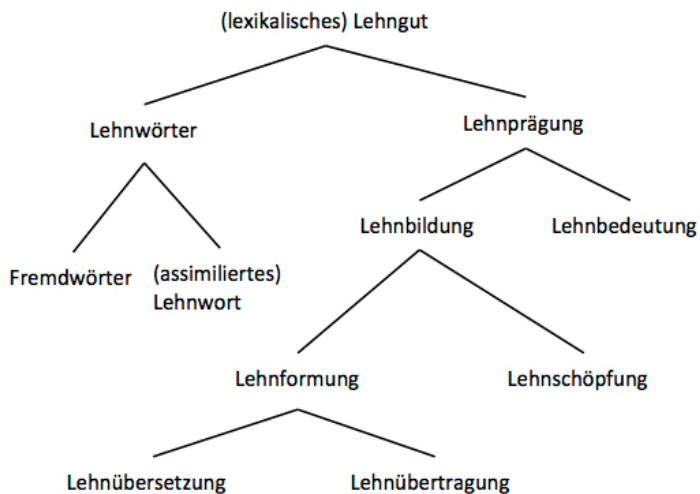 (lexikalisches) Lehngut
Lehnwörter
Lehnprägung
Lehnbildung
Lehnbedeutung
Fremdwörter
(assimiliertes)
Lehnwort
Lehnformung
Lehnschöpfung
Lehnübersetzung
Lehnübertragung